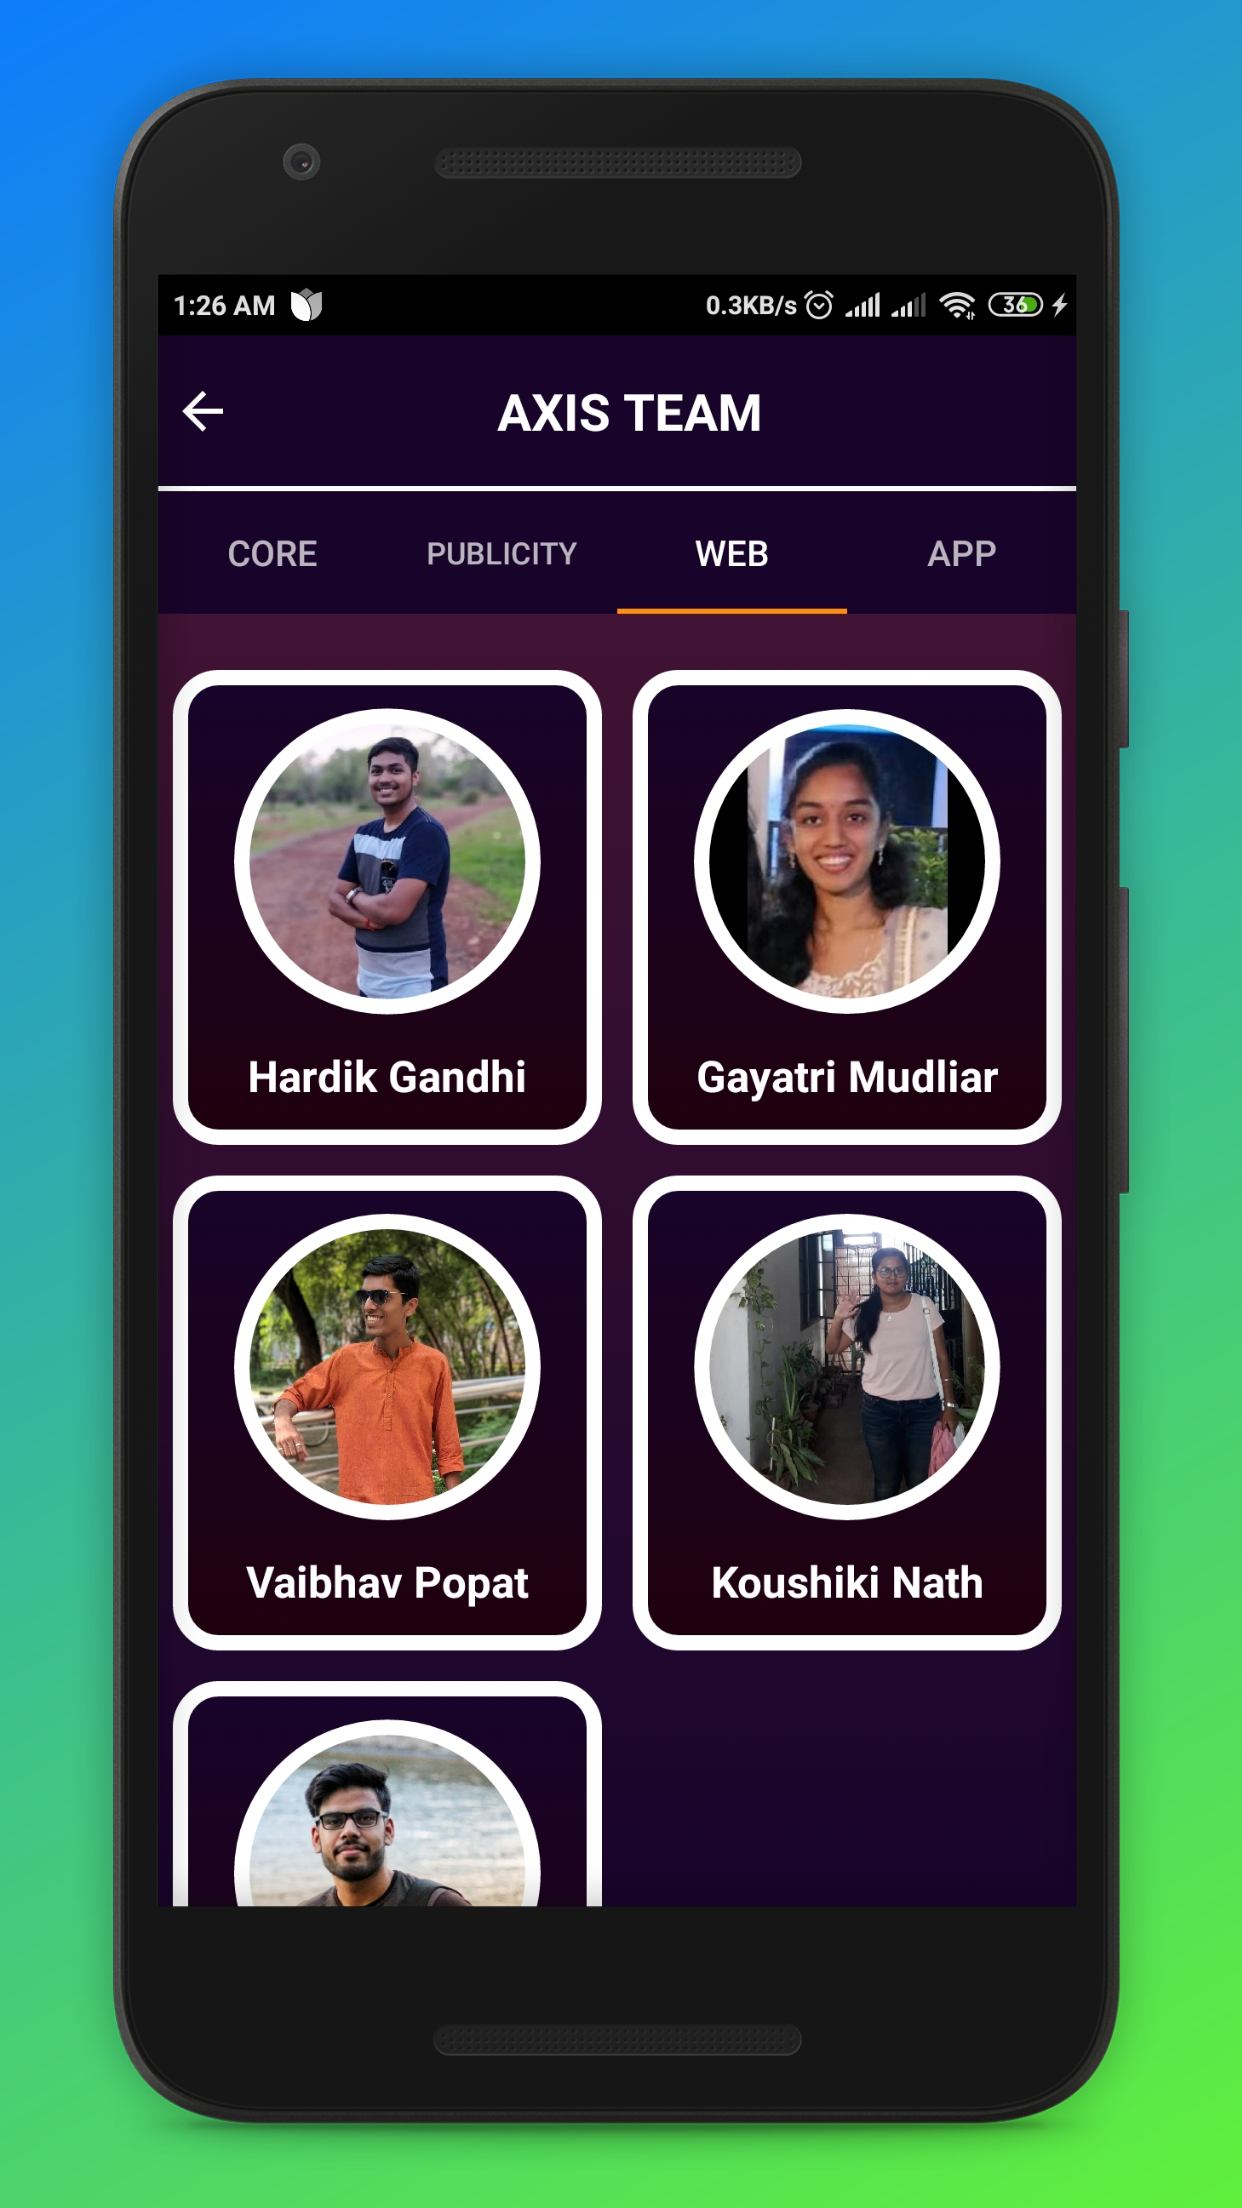 1:26 AM 0.3KB/s 36
AXIS TEAM
CORE PUBLICITY WEB APP
Hardik Gandhi Gayatri Mudliar
Vaibhav Popat Koushiki Nath